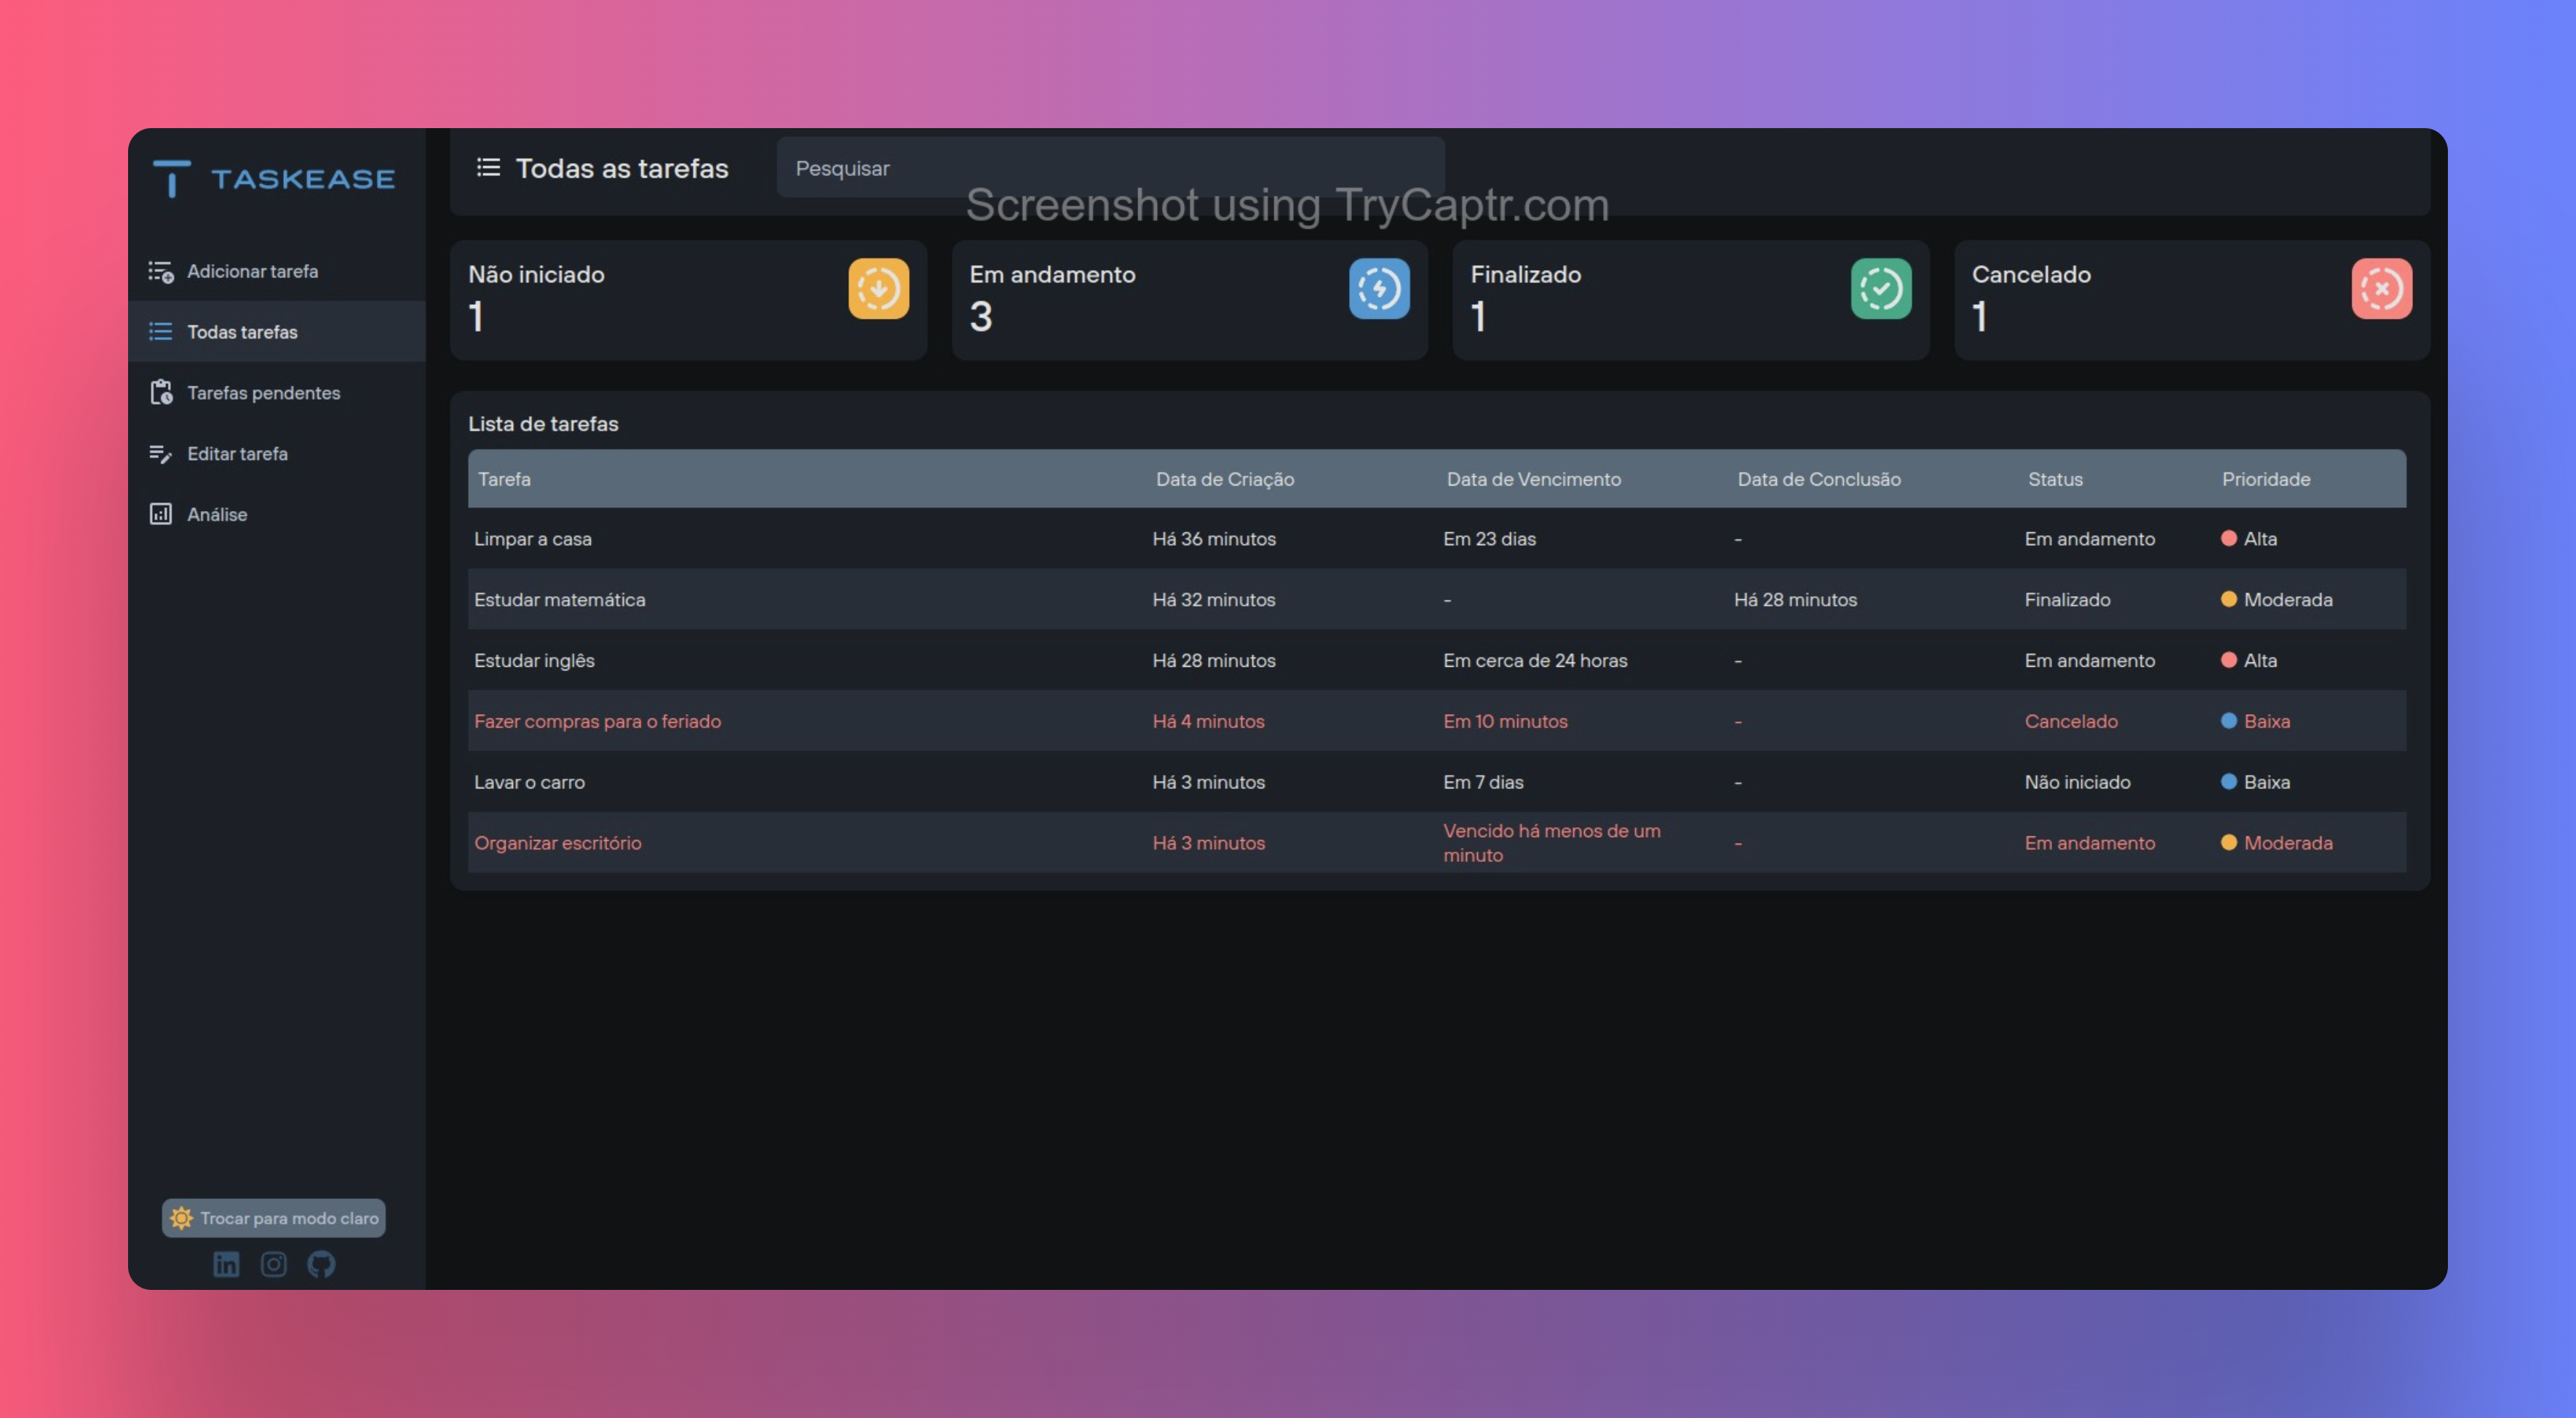 TASKEASE
Adicionar tarefa
Todas tarefas
Tarefas pendentes
Editar tarefa
Análise
Trocar para modo claro
Todas as tarefas
Pesquisar
Screenshot using TryCaptr.com
Não iniciado
1
Em andamento
3
Finalizado
1
Cancelado
1
Lista de tarefas
Tarefa Data de Criação Data de Vencimento Data de Conclusão Status Prioridade
Limpar a casa Há 36 minutos Em 23 dias - Em andamento Alta
Estudar matemática Há 32 minutos - Há 28 minutos Finalizado Moderada
Estudar inglês Há 28 minutos Em cerca de 24 horas - Em andamento Alta
Fazer compras para o feriado Há 4 minutos Em 10 minutos - Cancelado Baixa
Lavar o carro Há 3 minutos Em 7 dias - Não iniciado Baixa
Organizar escritório Há 3 minutos Vencido há menos de um minuto - Em andamento Moderada